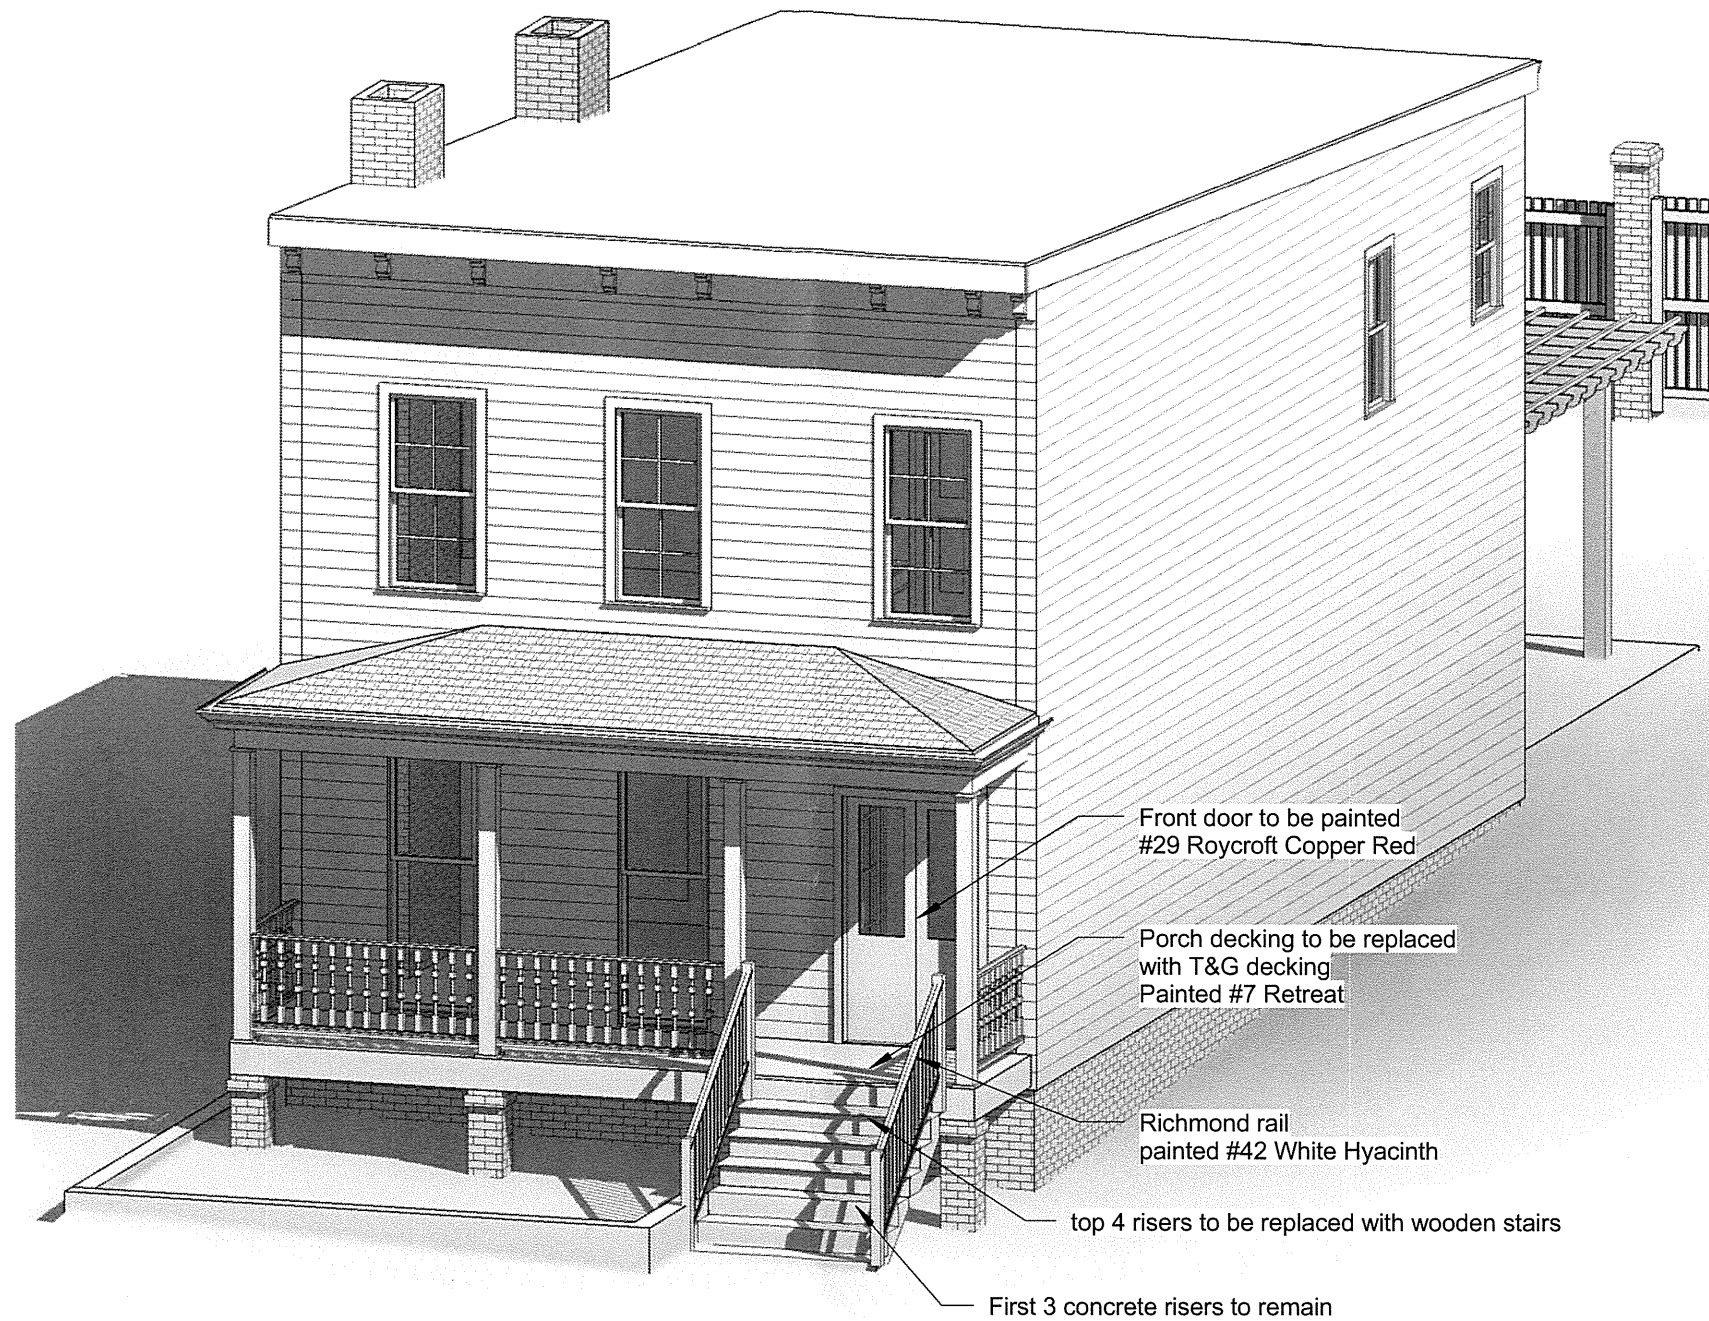 Front door to be painted
#29 Roycroft Copper Red
Porch decking to be replaced
with T&G decking
Painted #7 Retreat
Richmond rail
painted #42 White Hyacinth
top 4 risers to be replaced with wooden stairs
First 3 concrete risers to remain